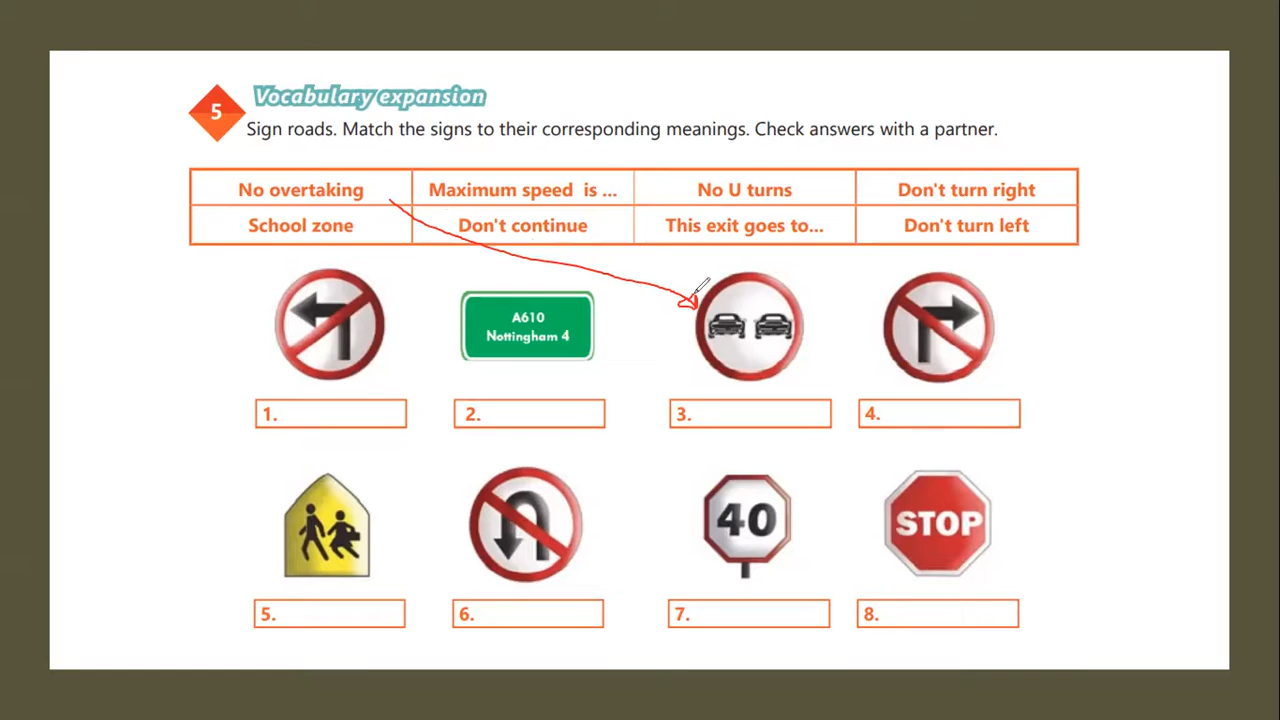 5
Vocabulary expansion
Sign roads. Match the signs to their corresponding meanings. Check answers with a partner.
No overtaking
Maximum speed is ...
No U turns
Don't turn right
School zone
Don't continue
This exit goes to...
Don't turn left
A610
Nottingham 4
1.
2.
3.
4.
40
STOP
5.
6.
7.
8.